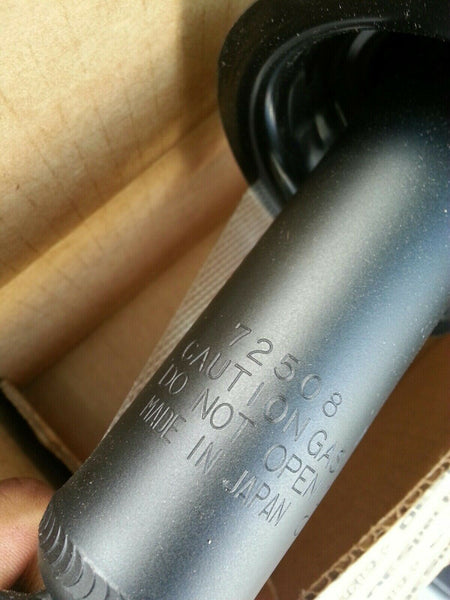 72508
CAUTION GAS
DO NOT OPEN
MADE IN JAPAN